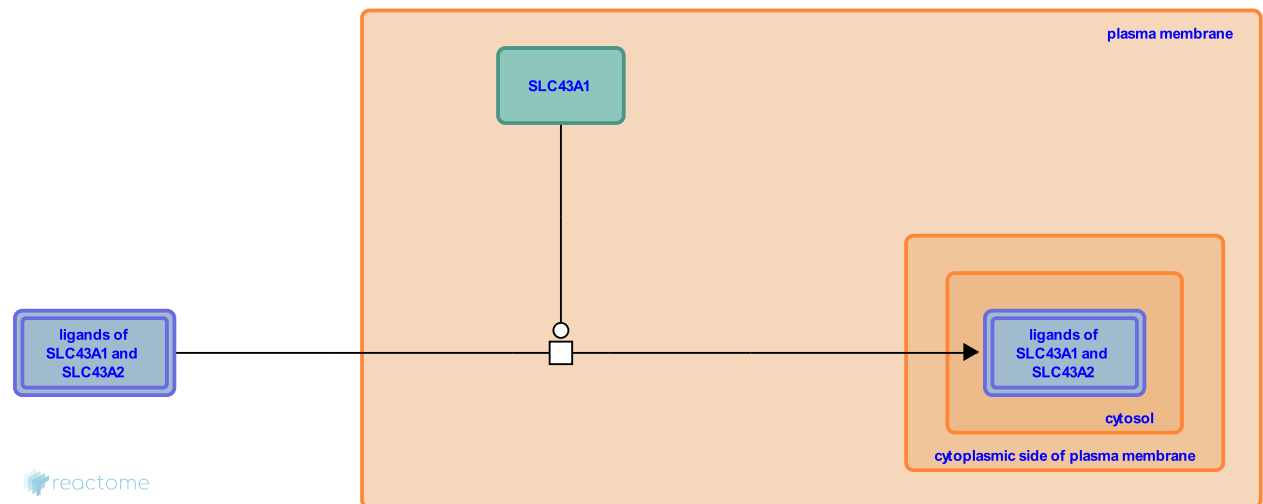 plasma membrane
SLC43A1
ligands of
SLC43A1 and
SLC43A2
ligands of
SLC43A1 and
SLC43A2
cytosol
cytoplasmic side of plasma membrane
reactome